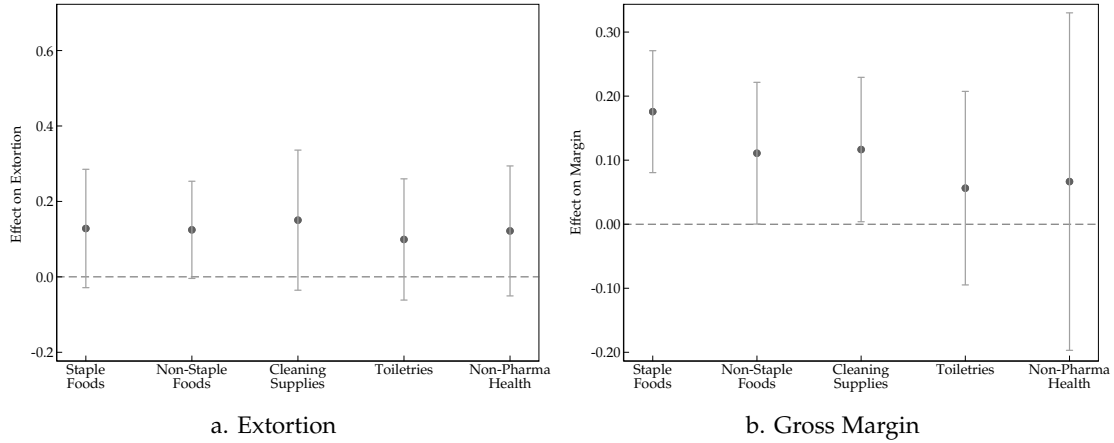 0.6
0.4
0.2
0.0
-0.2
Effect on Extortion
Staple
Foods
Non-Staple
Foods
Cleaning
Supplies
Toiletries
Non-Pharma
Health
a. Extortion
0.30
0.20
0.10
0.00
-0.10
-0.20
Effect on Margin
Staple
Foods
Non-Staple
Foods
Cleaning
Supplies
Toiletries
Non-Pharma
Health
b. Gross Margin